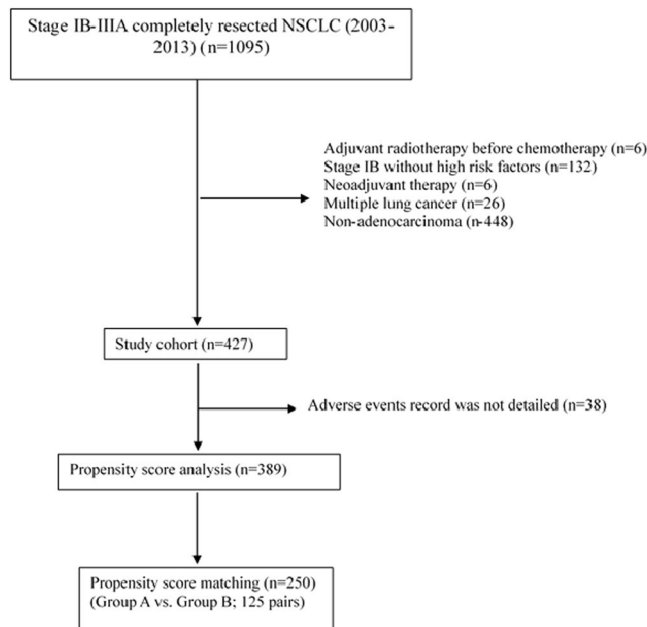 Stage IB-IIIA completely resected NSCLC (2003-
2013) (n=1095)
Adjuvant radiotherapy before chemotherapy (n=6)
Stage IB without high risk factors (n=132)
Neoadjuvant therapy (n=6)
Multiple lung cancer (n=26)
Non-adenocarcinoma (n-448)
Study cohort (n=427)
Adverse events record was not detailed (n=38)
Propensity score analysis (n=389)
Propensity score matching (n=250)
(Group A vs. Group B; 125 pairs)